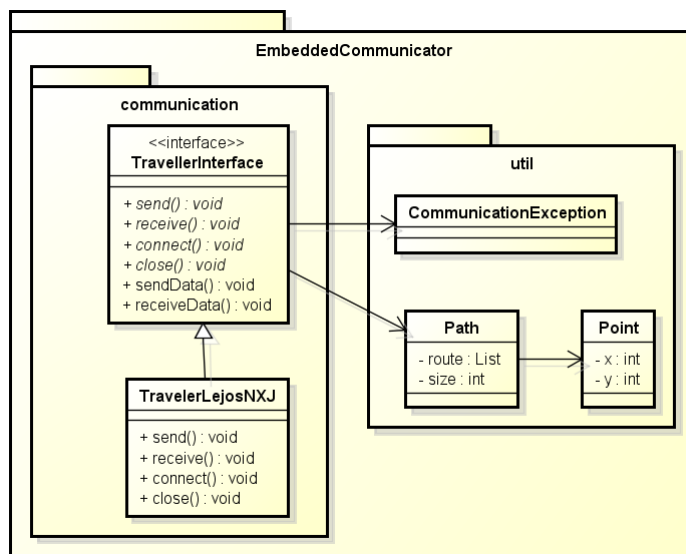 EmbeddedCommunicator
communication
<<interface>>
TravellerInterface
+ send() : void
+ receive() : void
+ connect() : void
+ close() : void
+ sendData() : void
+ receiveData() : void
TravelerLejosNXJ
+ send() : void
+ receive() : void
+ connect() : void
+ close() : void
util
CommunicationException
Path
- route : List
- size : int
Point
- x : int
- y : int